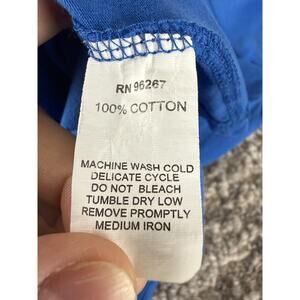 RN 96267
100% COTTON
MACHINE WASH COLD
DELICATE CYCLE
DO NOT BLEACH
TUMBLE DRY LOW
REMOVE PROMPTLY
MEDIUM IRON